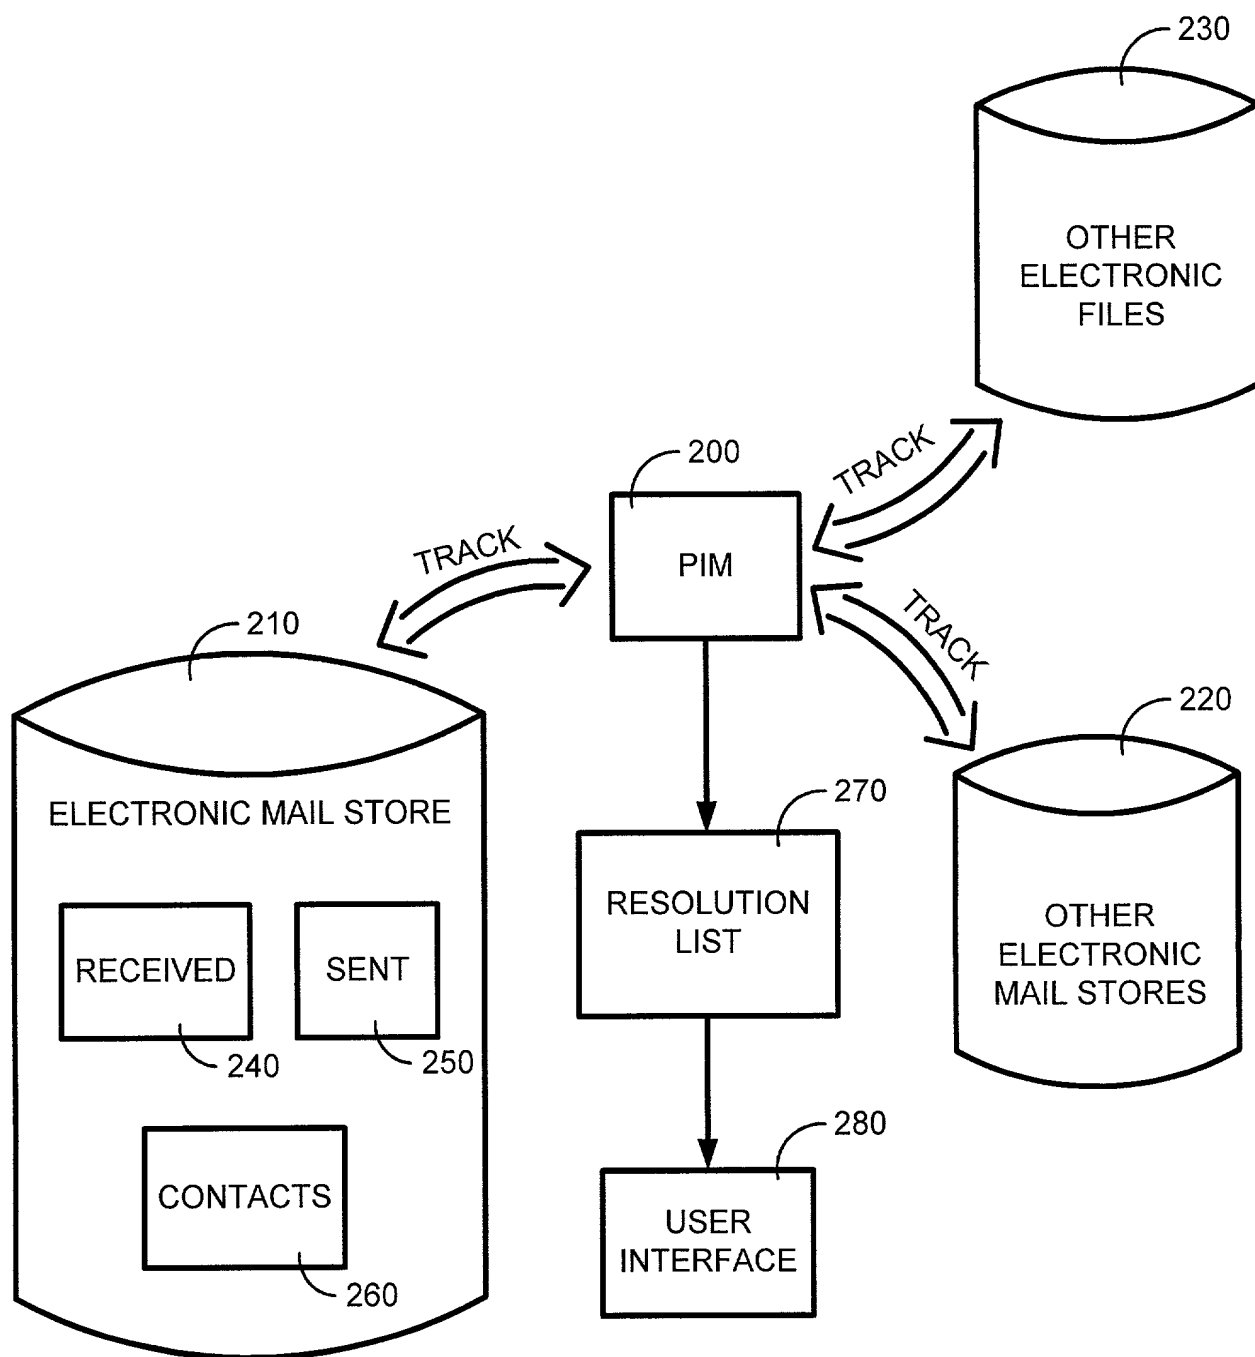 230
OTHER
ELECTRONIC
FILES
200
TRACK
PIM
TRACK
TRACK
210
220
ELECTRONIC MAIL STORE
270
RESOLUTION
LIST
OTHER
ELECTRONIC
MAIL STORES
RECEIVED
SENT
240
250
280
CONTACTS
USER
INTERFACE
260